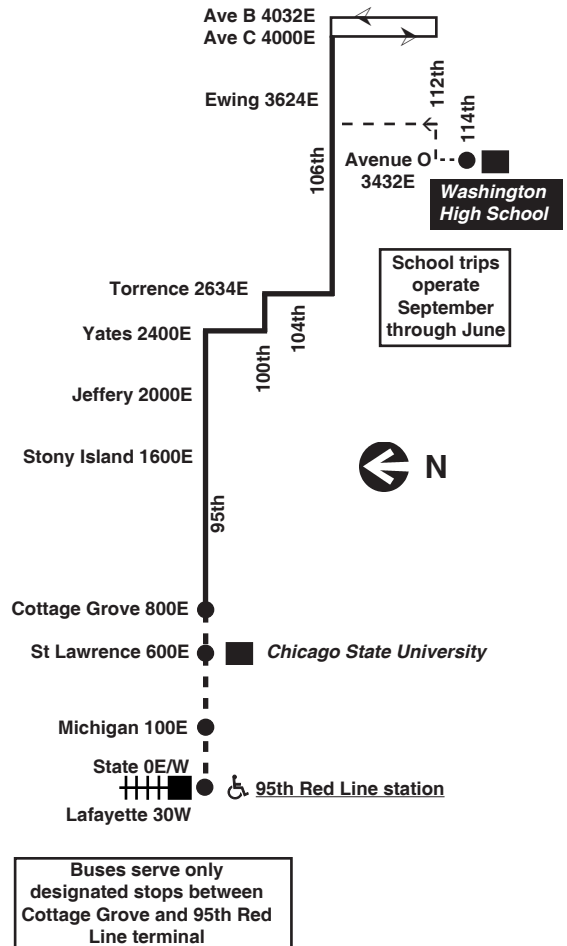 Ave B 4032E
Ave C 4000E
Ewing 3624E
112th
114th
106th
Avenue O
3432E
Washington
High School
School trips
operate
September
through June
Torrence 2634E
104th
Yates 2400E
100th
Jeffery 2000E
Stony Island 1600E
N
95th
Cottage Grove 800E
St Lawrence 600E
Chicago State University
Michigan 100E
State 0E/W
95th Red Line station
Lafayette 30W
Buses serve only
designated stops between
Cottage Grove and 95th Red
Line terminal